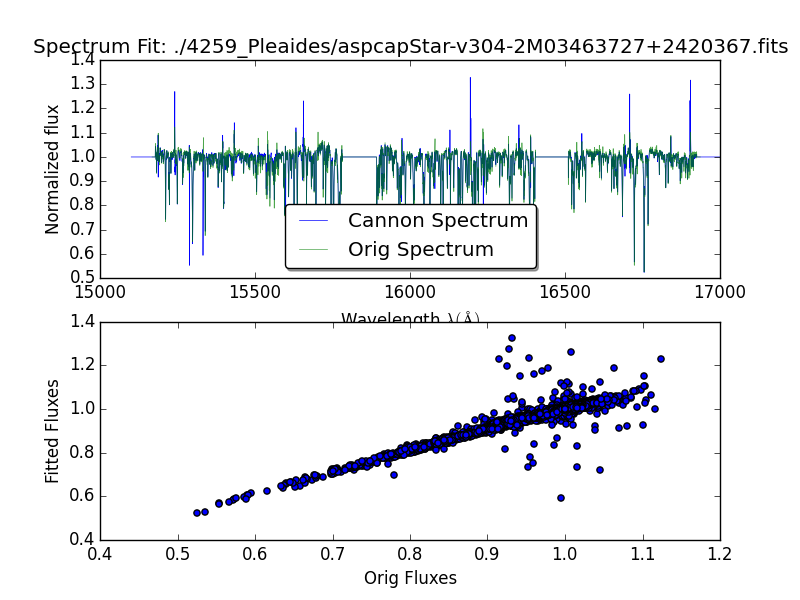 Spectrum Fit: ./4259_Pleaides/aspcapStar-v304-2M03463727+2420367.fits
1.4
1.3
1.2
1.1
1.0
0.9
0.8
0.7
0.6
0.5
Normalized flux
Cannon Spectrum
Orig Spectrum
15000 15500 16000 16500 17000
Wavelength λ(Å)
1.4
1.2
1.0
0.8
0.6
0.4
Fitted Fluxes
0.4 0.5 0.6 0.7 0.8 0.9 1.0 1.1 1.2
Orig Fluxes